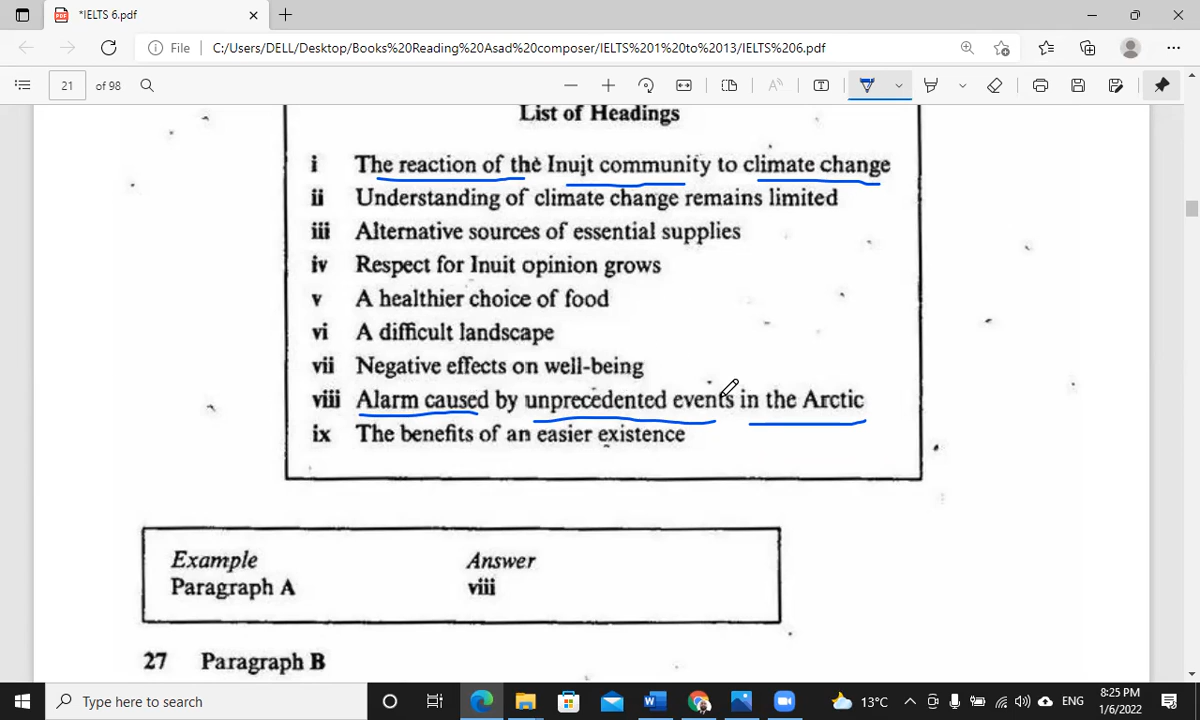 *IELTS 6.pdf
File C:/Users/DELL/Desktop/Books%20Reading%20Asad%20composer/IELTS%201%20to%2013/IELTS%206.pdf
21 of 98
List of Headings
i The reaction of the Inuit community to climate change
ii Understanding of climate change remains limited
iii Alternative sources of essential supplies
iv Respect for Inuit opinion grows
v A healthier choice of food
vi A difficult landscape
vii Negative effects on well-being
viii Alarm caused by unprecedented events in the Arctic
ix The benefits of an easier existence
Example Answer
Paragraph A viii
27 Paragraph B
Type here to search
13°C
ENG
8:25 PM
1/6/2022